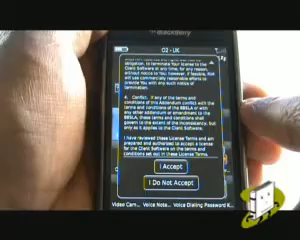 BlackBerry
O2 - UK
obligation, to terminate Your license to the
Client Software at any time, for any reason,
without notice to You; however, if feasible, RIM
will use commercially reasonable efforts to
provide You with any such notice of
termination.
4. Conflict. If any of the terms and
conditions of this Addendum conflict with the
terms and conditions of the BBSLA or with
any other addendum or amendment to the
BBSLA, these terms and conditions shall
govern to the extent of the inconsistency, but
only as it applies to the Client Software.
I have reviewed these License Terms and am
prepared and authorized to accept a license
for the Client Software on the terms and
conditions set out in these License Terms.
I Accept
I Do Not Accept
Video Cam... Voice Note... Voice Dialing Password K...